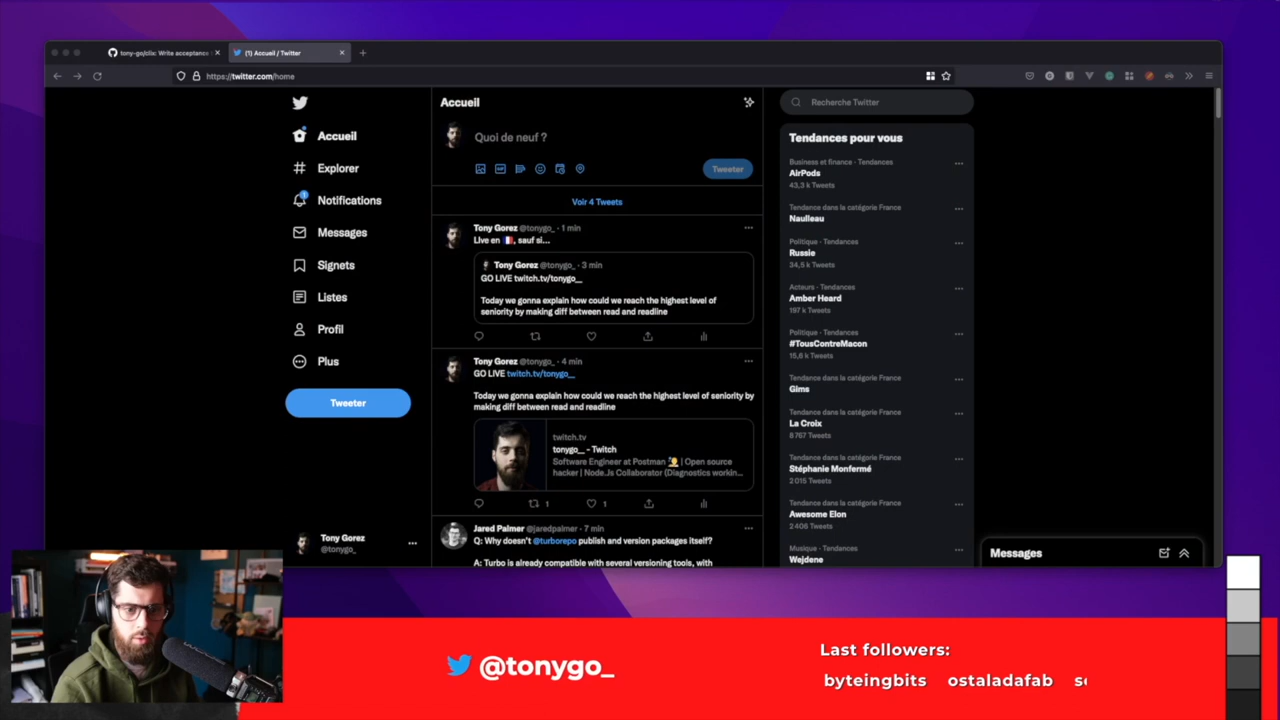 tony-go/clix: Write acceptance
(1) Accueil / Twitter
https://twitter.com/home
Accueil
Explorer
Notifications
1
Messages
Signets
Listes
Profil
Plus
Tweeter
Tony Gorez
@tonygo_
Accueil
Quoi de neuf ?
GIF
Tweeter
Voir 4 Tweets
Tony Gorez @tonygo_ · 1 min
LIve en 🇫🇷, sauf si...
Tony Gorez @tonygo_ · 3 min
GO LIVE twitch.tv/tonygo__
Today we gonna explain how could we reach the highest level of
seniority by making diff between read and readline
Tony Gorez @tonygo_ · 4 min
GO LIVE twitch.tv/tonygo__
Today we gonna explain how could we reach the highest level of seniority by
making diff between read and readline
twitch.tv
tonygo__ - Twitch
Software Engineer at Postman 👩‍🚀 | Open source
hacker | Node.Js Collaborator (Diagnostics workin...
1 1
Jared Palmer @jaredpalmer · 7 min
Q: Why doesn't @turborepo publish and version packages itself?
A: Turbo is already compatible with several versioning tools, with
Recherche Twitter
Tendances pour vous
Business et finance · Tendances
AirPods
43,3 k Tweets
Tendance dans la catégorie France
Naulleau
Politique · Tendances
Russie
34,5 k Tweets
Acteurs · Tendances
Amber Heard
197 k Tweets
Politique · Tendances
#TousContreMacon
15,6 k Tweets
Tendance dans la catégorie France
Gims
Tendance dans la catégorie France
La Croix
8 767 Tweets
Tendance dans la catégorie France
Stéphanie Monfermé
2 015 Tweets
Tendance dans la catégorie France
Awesome Elon
2 406 Tweets
Musique · Tendances
Wejdene
Messages
@tonygo_
Last followers:
byteingbits ostaladafab